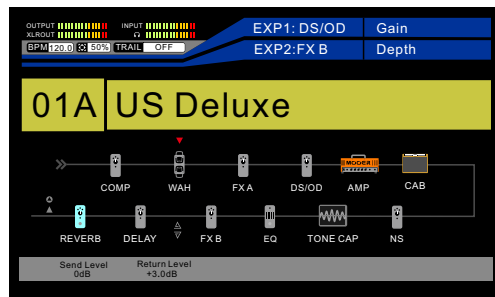 OUTPUT INPUT EXP1: DS/OD Gain
XLROUT
BPM 120.0 50% TRAIL OFF EXP2:FX B Depth
01A US Deluxe
MOOER
COMP WAH FX A DS/OD AMP CAB
REVERB DELAY FX B EQ TONE CAP NS
Send Level Return Level
0dB +3.0dB